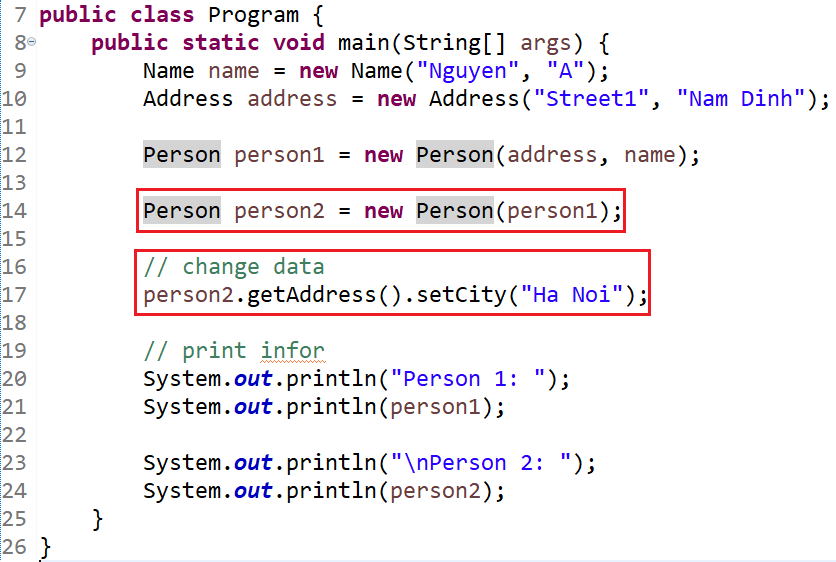 7 public class Program {
8 public static void main(String[] args) {
9 Name name = new Name("Nguyen", "A");
10 Address address = new Address("Street1", "Nam Dinh");
11
12 Person person1 = new Person(address, name);
13
14 Person person2 = new Person(person1);
15
16 // change data
17 person2.getAddress().setCity("Ha Noi");
18
19 // print infor
20 System.out.println("Person 1: ");
21 System.out.println(person1);
22
23 System.out.println("\nPerson 2: ");
24 System.out.println(person2);
25 }
26 }